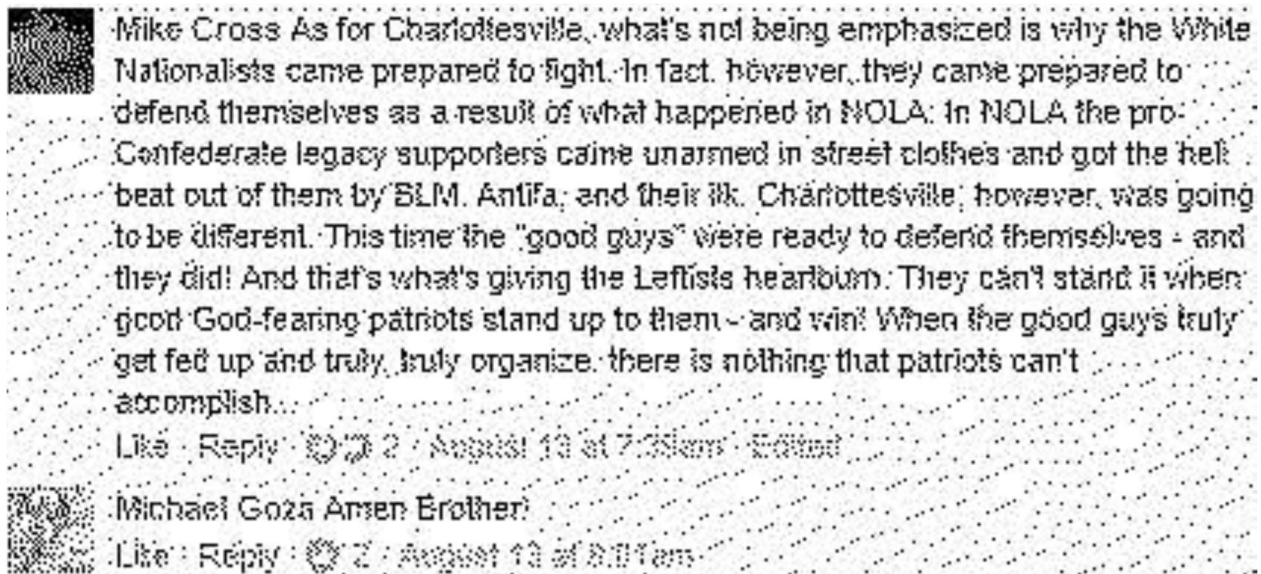 Mike Cross As for Charlottesville, what's not being emphasized is why the White
Nationalists came prepared to fight. In fact, however, they came prepared to
defend themselves as a result of what happened in NOLA. In NOLA the pro-
Confederate legacy supporters came unarmed in street clothes and got the hell
beat out of them by BLM, Antifa, and their ilk. Charlottesville, however, was going
to be different. This time the "good guys" were ready to defend themselves - and
they did! And that's what's giving the Leftists heartburn. They can't stand it when
good God-fearing patriots stand up to them - and win! When the good guys truly
get fed up and truly, truly organize, there is nothing that patriots can't
accomplish...
Like · Reply · 2 · August 13 at 7:35am · Edited
Michael Goza Amen Brother!
Like · Reply · 2 · August 13 at 8:01am